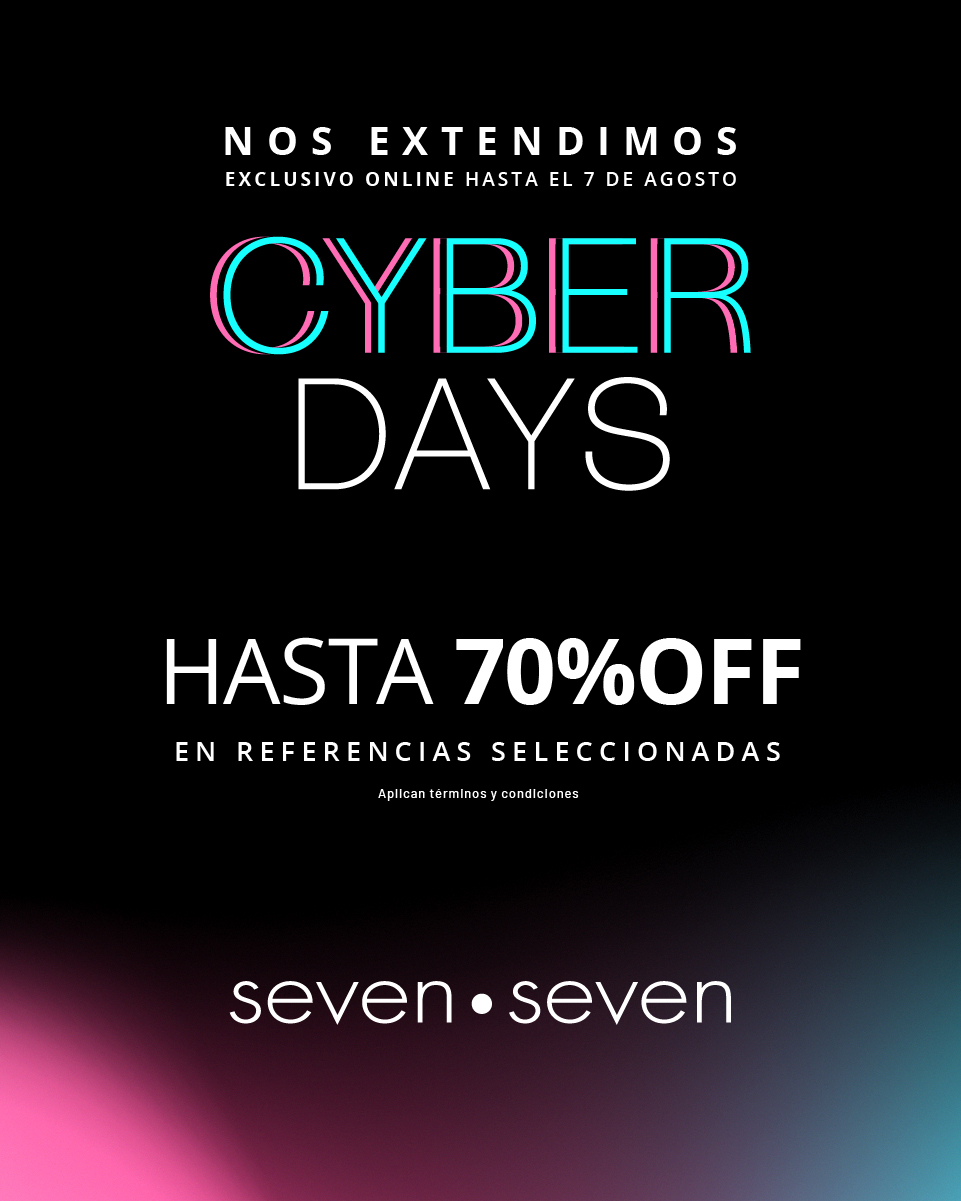 NOS EXTENDIMOS
EXCLUSIVO ONLINE HASTA EL 7 DE AGOSTO
CYBER
DAYS
HASTA 70%OFF
EN REFERENCIAS SELECCIONADAS
Aplican términos y condiciones
seven•seven